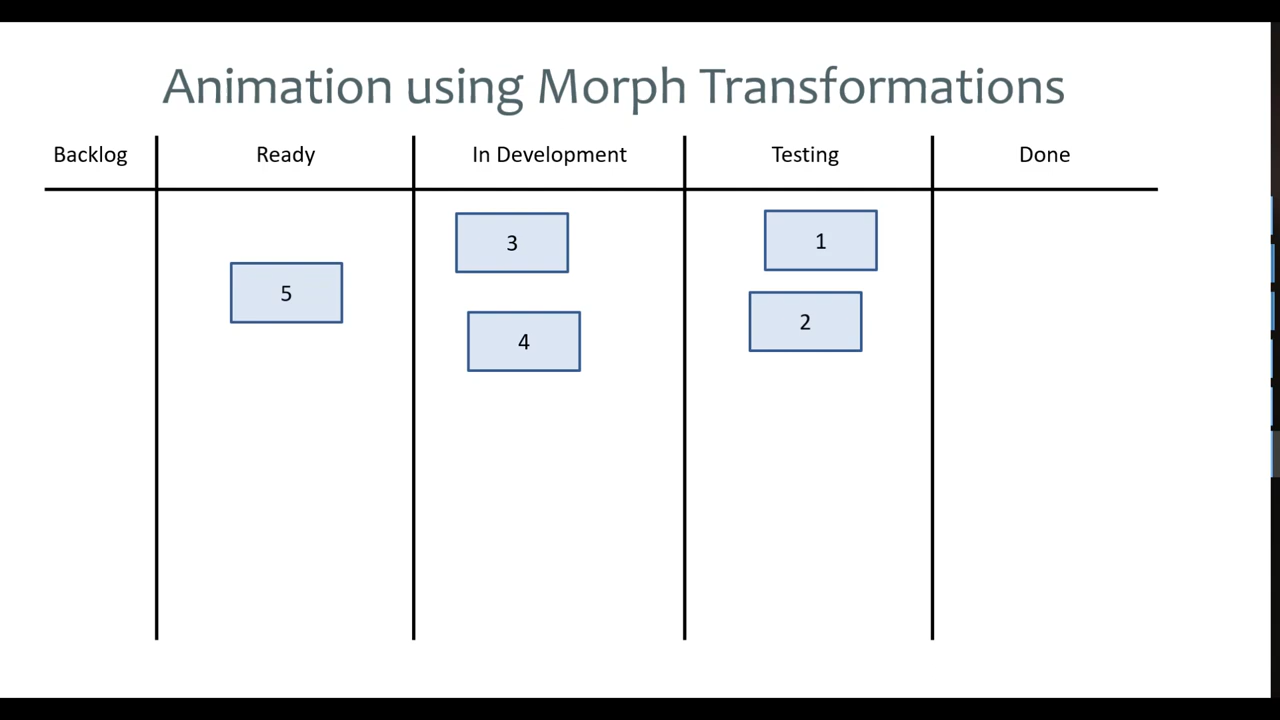 Animation using Morph Transformations
Backlog Ready In Development Testing Done
3 1
5
2
4